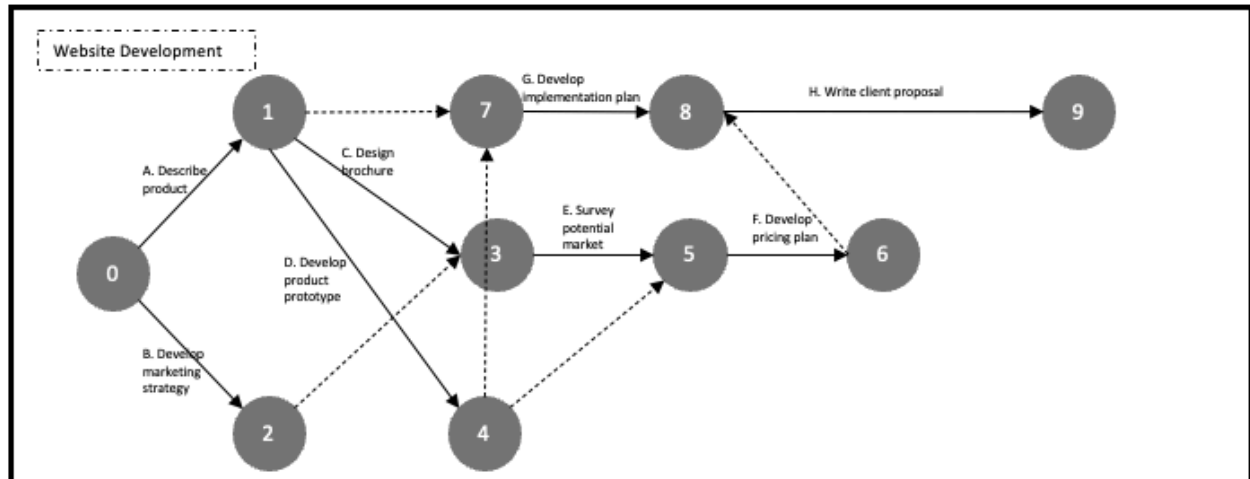 Website Development
G. Develop
implementation plan
H. Write client proposal
1
7
8
9
C. Design
brochure
A. Describe
product
E. Survey
potential
market
F. Develop
pricing plan
0
3
5
6
D. Develop
product
prototype
B. Develop
marketing
strategy
2
4